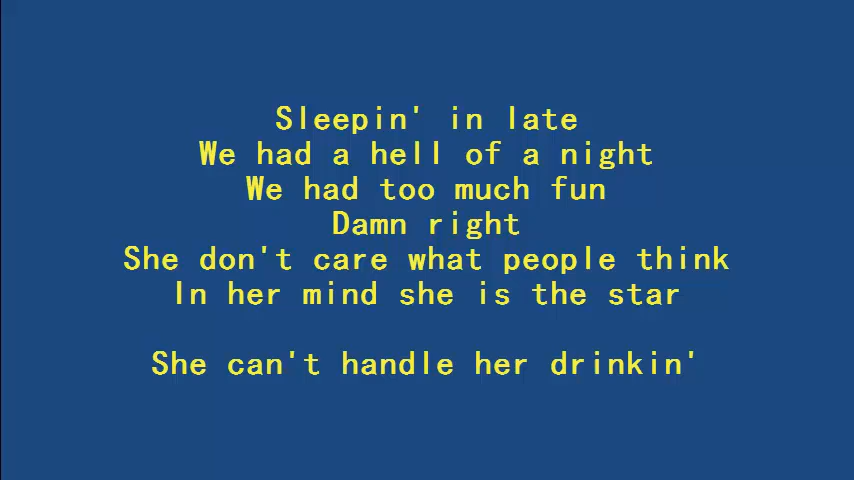 Sleepin' in late
We had a hell of a night
We had too much fun
Damn right
She don't care what people think
In her mind she is the star
She can't handle her drinkin'